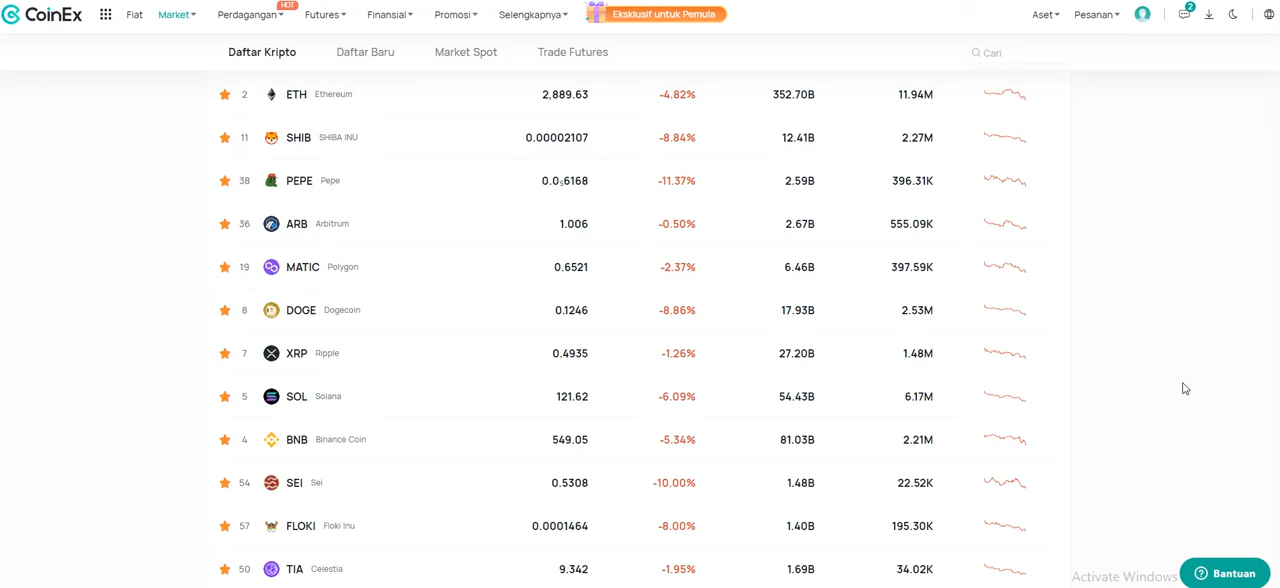 CoinEx Fiat Market Perdagangan HOT Futures Finansial Promosi Selengkapnya Eksklusif untuk Pemula Aset Pesanan 2
Daftar Kripto Daftar Baru Market Spot Trade Futures Cari
2 ETH Ethereum 2,889.63 -4.82% 352.70B 11.94M
11 SHIB SHIBA INU 0.00002107 -8.84% 12.41B 2.27M
38 PEPE Pepe 0.0₅6168 -11.37% 2.59B 396.31K
36 ARB Arbitrum 1.006 -0.50% 2.67B 555.09K
19 MATIC Polygon 0.6521 -2.37% 6.46B 397.59K
8 DOGE Dogecoin 0.1246 -8.86% 17.93B 2.53M
7 XRP Ripple 0.4935 -1.26% 27.20B 1.48M
5 SOL Solana 121.62 -6.09% 54.43B 6.17M
4 BNB Binance Coin 549.05 -5.34% 81.03B 2.21M
54 SEI Sei 0.5308 -10.00% 1.48B 22.52K
57 FLOKI Floki Inu 0.0001464 -8.00% 1.40B 195.30K
50 TIA Celestia 9.342 -1.95% 1.69B 34.02K
Activate Windows Bantuan